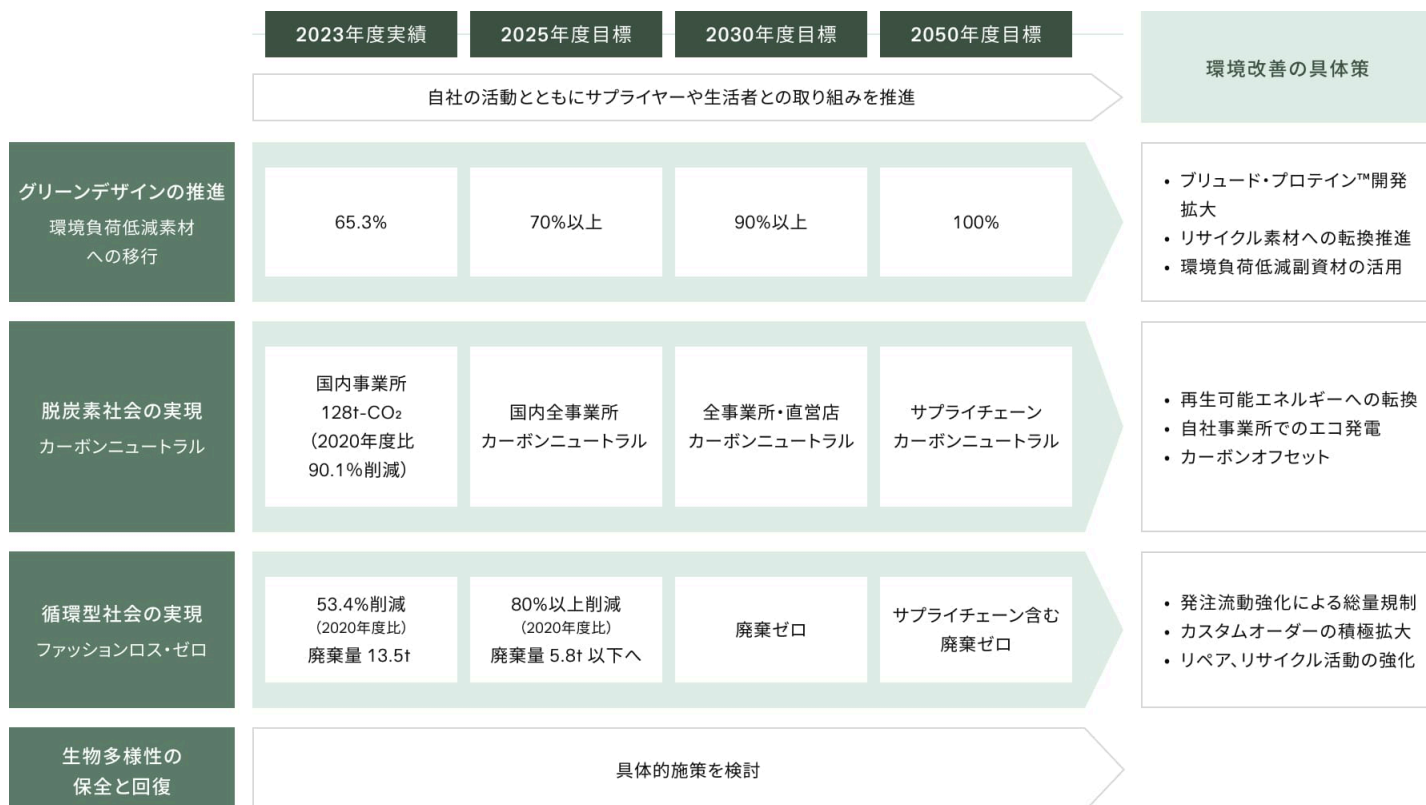 2023年度実績
2025年度目標
2030年度目標
2050年度目標
環境改善の具体策
自社の活動とともにサプライヤーや生活者との取り組みを推進
グリーンデザインの推進
環境負荷低減素材
への移行
65.3%
70%以上
90%以上
100%
• ブリュード・プロテイン™開発
拡大
• リサイクル素材への転換推進
• 環境負荷低減副資材の活用
脱炭素社会の実現
カーボンニュートラル
国内事業所
128t-CO₂
（2020年度比
90.1%削減）
国内全事業所
カーボンニュートラル
全事業所・直営店
カーボンニュートラル
サプライチェーン
カーボンニュートラル
• 再生可能エネルギーへの転換
• 自社事業所でのエコ発電
• カーボンオフセット
循環型社会の実現
ファッションロス・ゼロ
53.4%削減
（2020年度比）
廃棄量 13.5t
80%以上削減
（2020年度比）
廃棄量 5.8t 以下へ
廃棄ゼロ
サプライチェーン含む
廃棄ゼロ
• 発注流動強化による総量規制
• カスタムオーダーの積極拡大
• リペア、リサイクル活動の強化
生物多様性の
保全と回復
具体的施策を検討